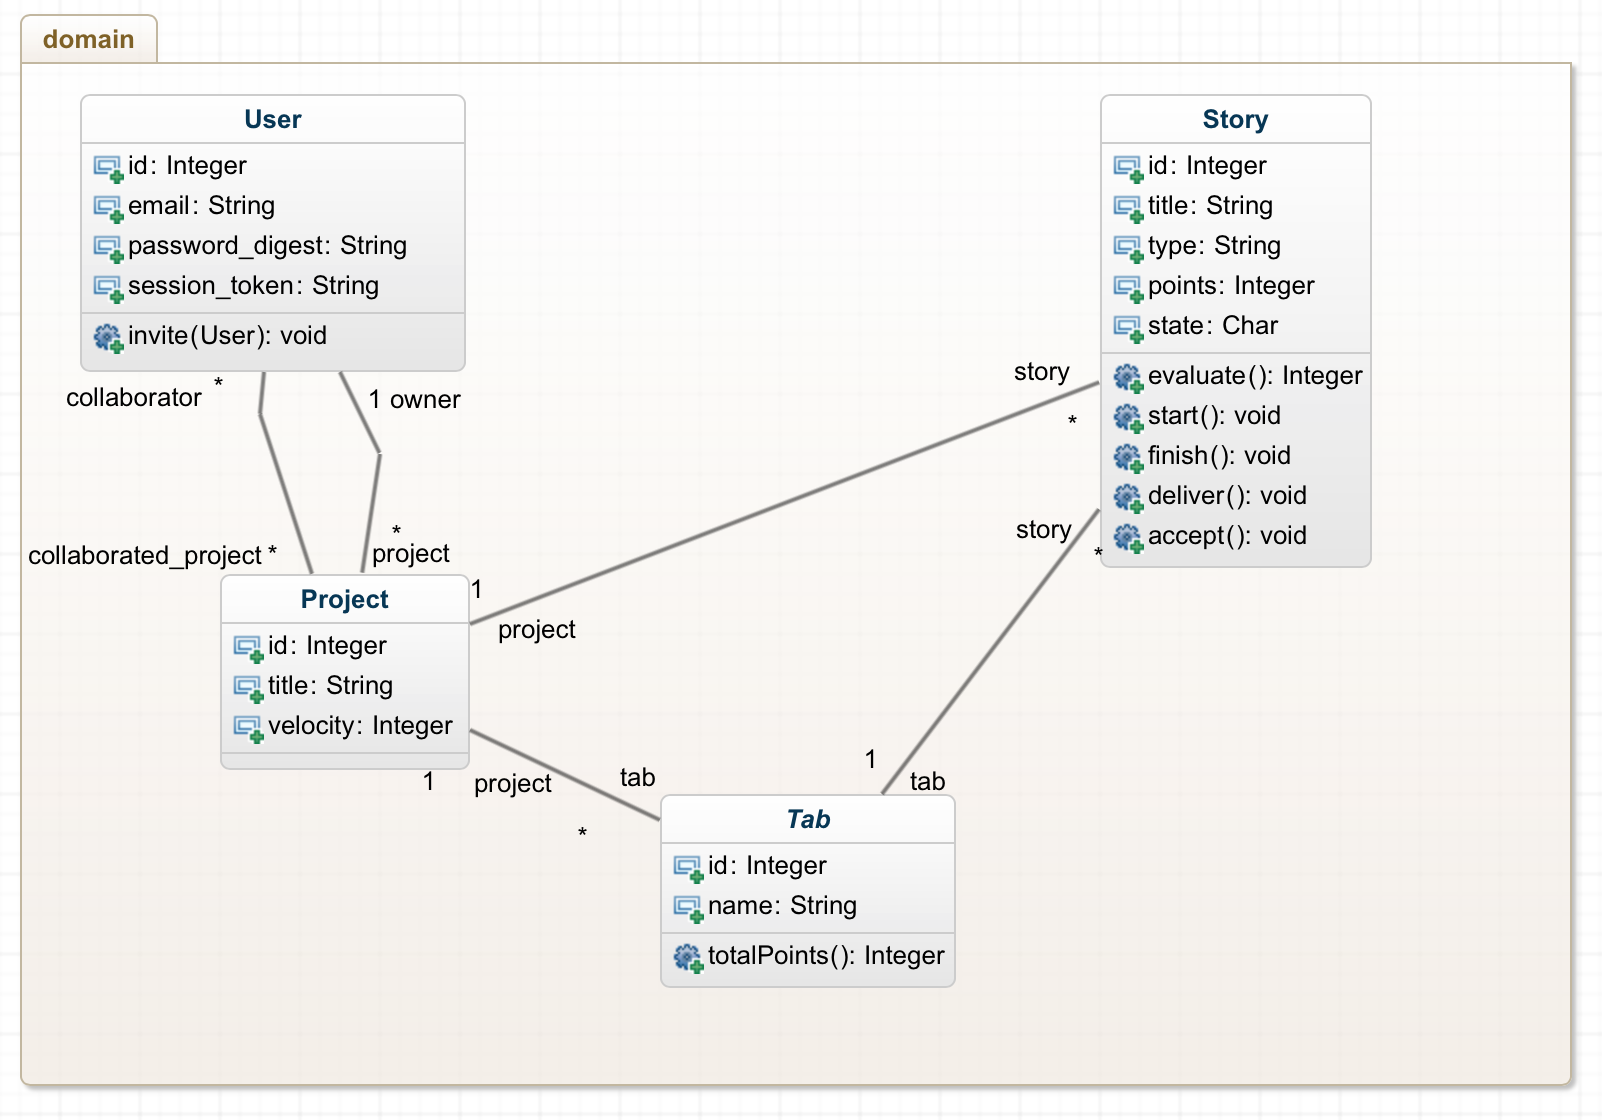 domain
User
id: Integer
email: String
password_digest: String
session_token: String
invite(User): void
Story
id: Integer
title: String
type: String
points: Integer
state: Char
evaluate(): Integer
start(): void
finish(): void
deliver(): void
accept(): void
collaborator *
1 owner
collaborated_project *
* 
project
story
*
1
project
story
*
Project
id: Integer
title: String
velocity: Integer
1
project
tab
*
1
tab
Tab
id: Integer
name: String
totalPoints(): Integer